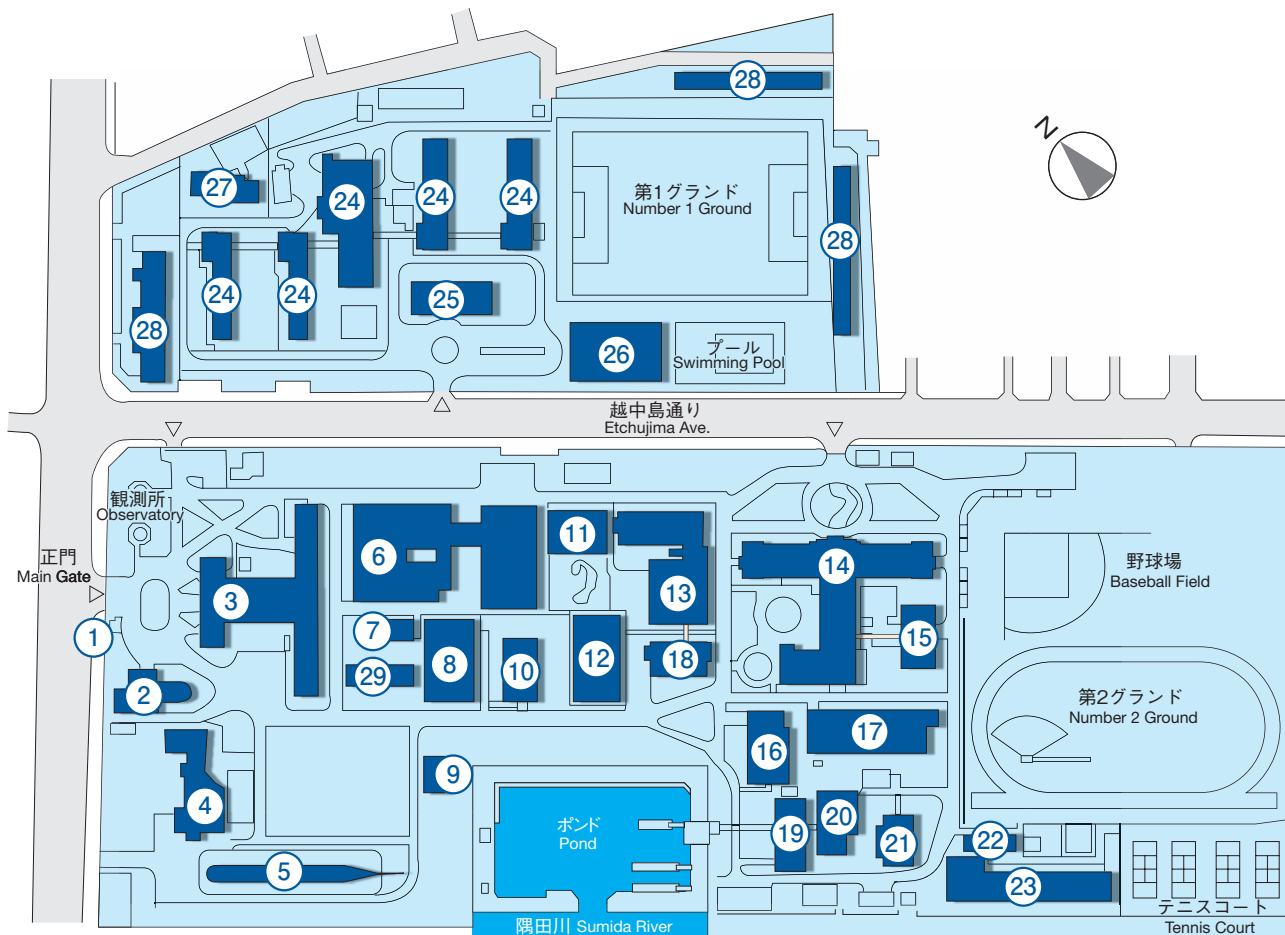 28
N
27
24
24
24
第1グランド
Number 1 Ground
28
24
24
25
28
26
プール
Swimming Pool
越中島通り
Etchujima Ave.
観測所
Observatory
正門
Main Gate
1
2
3
4
5
6
7
29
8
9
10
11
12
13
18
14
15
16
17
19
20
21
22
23
野球場
Baseball Field
第2グランド
Number 2 Ground
ポンド
Pond
隅田川 Sumida River
テニスコート
Tennis Court